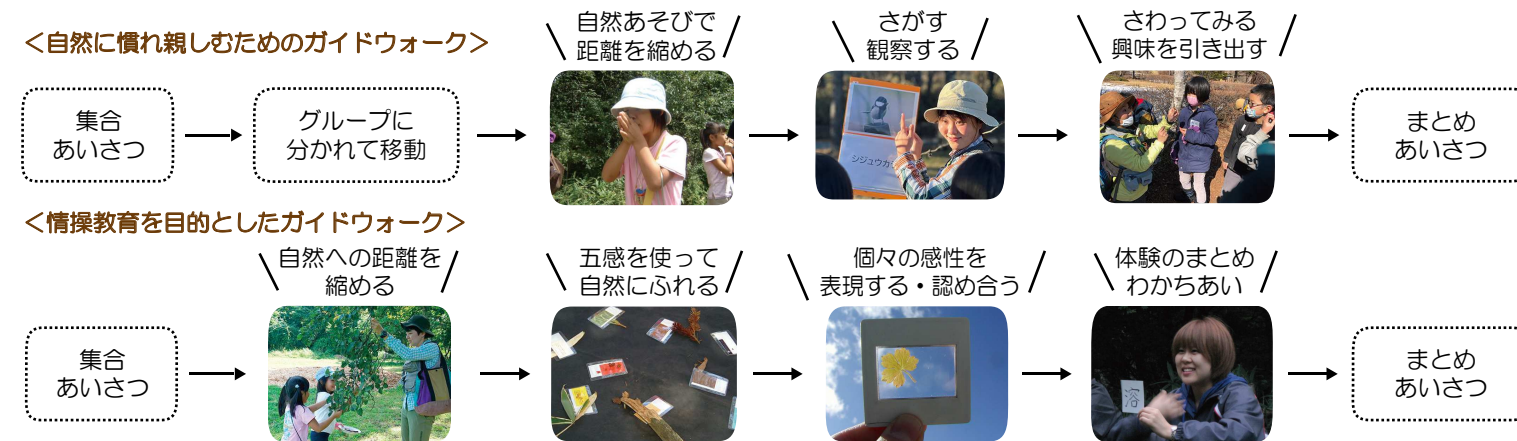 ＜自然に慣れ親しむためのガイドウォーク＞
集合
あいさつ
グループに
分かれて移動
自然あそびで
距離を縮める
さがす
観察する
シジュウカ
さわってみる
興味を引き出す
まとめ
あいさつ
＜情操教育を目的としたガイドウォーク＞
集合
あいさつ
自然への距離を
縮める
五感を使って
自然にふれる
個々の感性を
表現する・認め合う
体験のまとめ
わかちあい
溶
まとめ
あいさつ